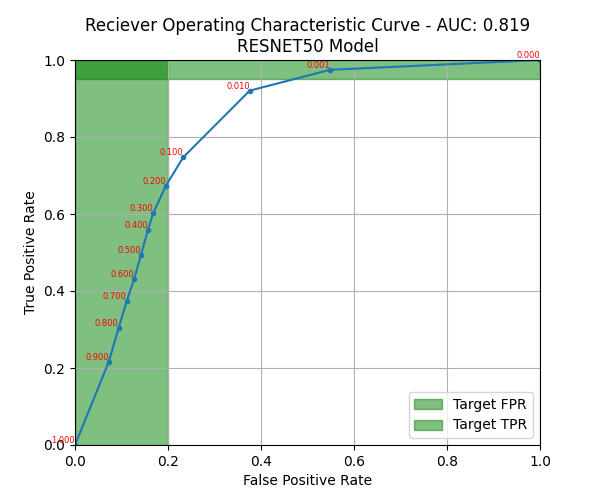 Reciever Operating Characteristic Curve - AUC: 0.819
RESNET50 Model
1.0
0.8
0.6
0.4
0.2
0.0
True Positive Rate
0.000
0.001
0.010
0.100
0.200
0.300
0.400
0.500
0.600
0.700
0.800
0.900
1.000
Target FPR
Target TPR
0.0 0.2 0.4 0.6 0.8 1.0
False Positive Rate